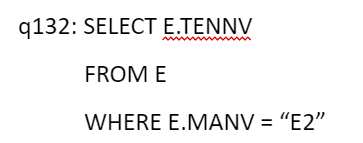 q132: SELECT E.TENNV
FROM E
WHERE E.MANV = “E2”